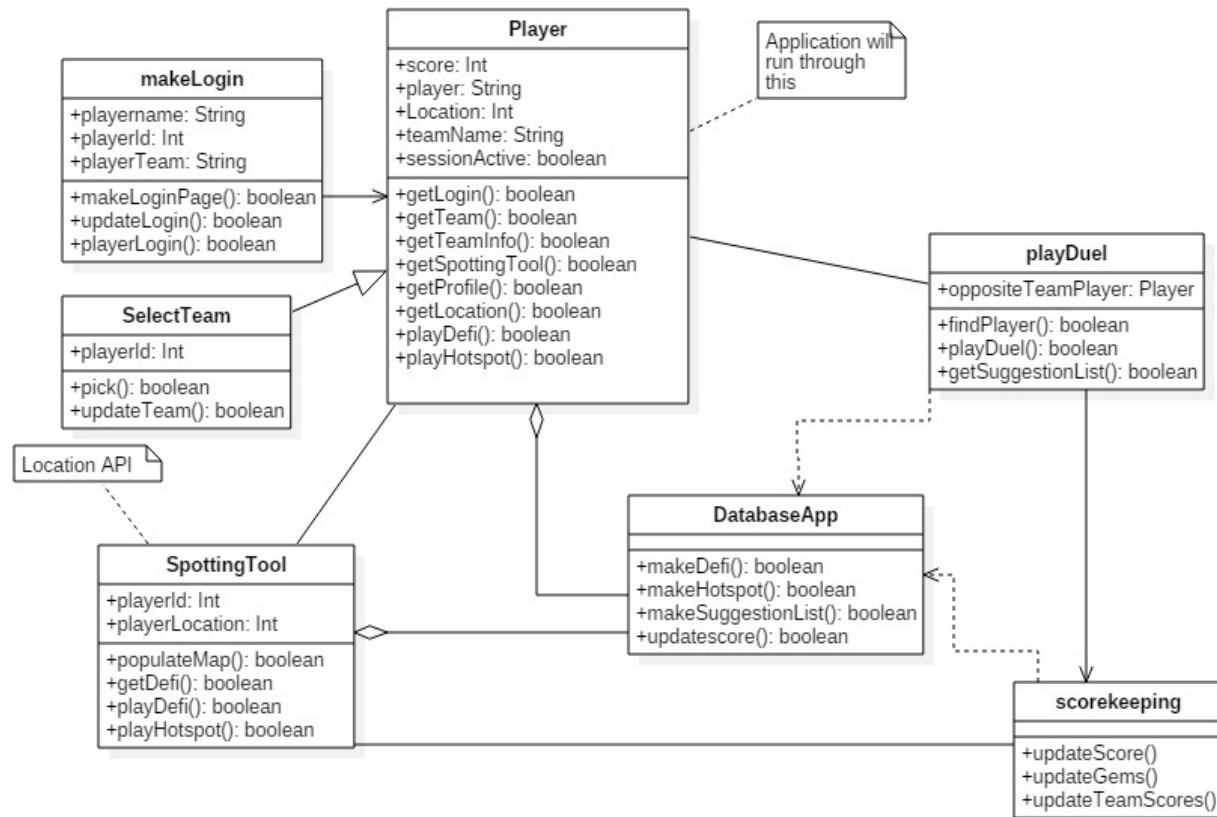 Player
+score: Int
+player: String
+Location: Int
+teamName: String
+sessionActive: boolean
+getLogin(): boolean
+getTeam(): boolean
+getTeamInfo(): boolean
+getSpottingTool(): boolean
+getProfile(): boolean
+getLocation(): boolean
+playDefi(): boolean
+playHotspot(): boolean
Application will
run through
this
makeLogin
+playername: String
+playerId: Int
+playerTeam: String
+makeLoginPage(): boolean
+updateLogin(): boolean
+playerLogin(): boolean
SelectTeam
+playerId: Int
+pick(): boolean
+updateTeam(): boolean
playDuel
+oppositeTeamPlayer: Player
+findPlayer(): boolean
+playDuel(): boolean
+getSuggestionList(): boolean
Location API
SpottingTool
+playerId: Int
+playerLocation: Int
+populateMap(): boolean
+getDefi(): boolean
+playDefi(): boolean
+playHotspot(): boolean
DatabaseApp
+makeDefi(): boolean
+makeHotspot(): boolean
+makeSuggestionList(): boolean
+updatescore(): boolean
scorekeeping
+updateScore()
+updateGems()
+updateTeamScores()